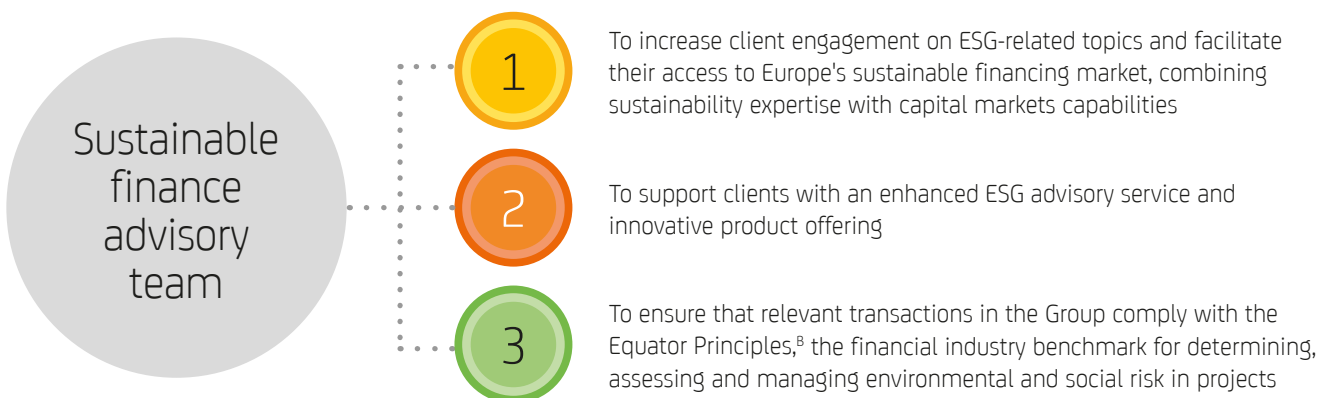 Sustainable
finance
advisory
team
1
To increase client engagement on ESG-related topics and facilitate
their access to Europe's sustainable financing market, combining
sustainability expertise with capital markets capabilities
2
To support clients with an enhanced ESG advisory service and
innovative product offering
3
To ensure that relevant transactions in the Group comply with the
Equator Principles,ᴮ the financial industry benchmark for determining,
assessing and managing environmental and social risk in projects